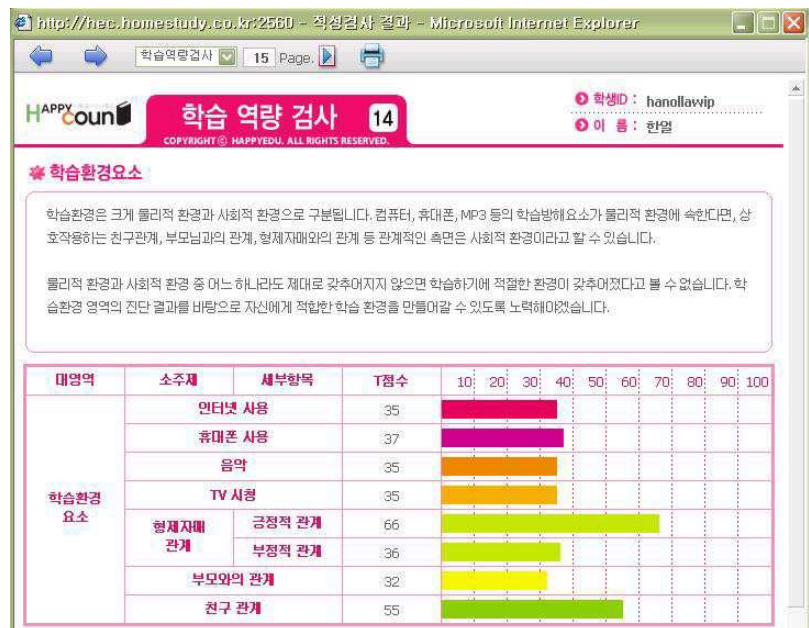 http://hec.homestudy.co.kr:2560 - 적성검사 결과 - Microsoft Internet Explorer
학습역량검사 15 Page.
HAPPYCOUN
학습 역량 검사 14
COPYRIGHT ⓒ HAPPYEDU. ALL RIGHTS RESERVED.
학생ID : hanollawip
이 름 : 한얼
학습환경요소
학습환경은 크게 물리적 환경과 사회적 환경으로 구분됩니다. 컴퓨터, 휴대폰, MP3 등의 학습방해요소가 물리적 환경에 속한다면, 상
호작용하는 친구관계, 부모님과의 관계, 형제자매와의 관계 등 관계적인 측면은 사회적 환경이라고 할 수 있습니다.
물리적 환경과 사회적 환경 중 어느 하나라도 제대로 갖추어지지 않으면 학습하기에 적절한 환경이 갖추어졌다고 볼 수 없습니다. 학
습환경 영역의 진단 결과를 바탕으로 자신에게 적합한 학습 환경을 만들어갈 수 있도록 노력해야겠습니다.
대영역 소주제 세부항목 T점수 10 20 30 40 50 60 70 80 90 100
인터넷 사용 35
휴대폰 사용 37
음악 35
TV 시청 35
학습환경
요소
형제자매
관계
긍정적 관계 66
부정적 관계 36
부모와의 관계 32
친구 관계 55